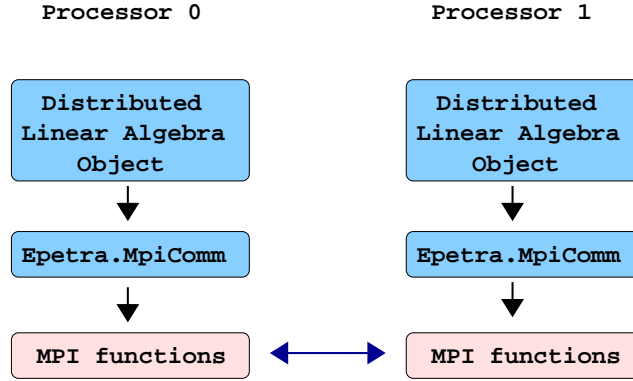 Processor 0
Processor 1
Distributed
Linear Algebra
Object
Distributed
Linear Algebra
Object
Epetra.MpiComm
Epetra.MpiComm
MPI functions
MPI functions